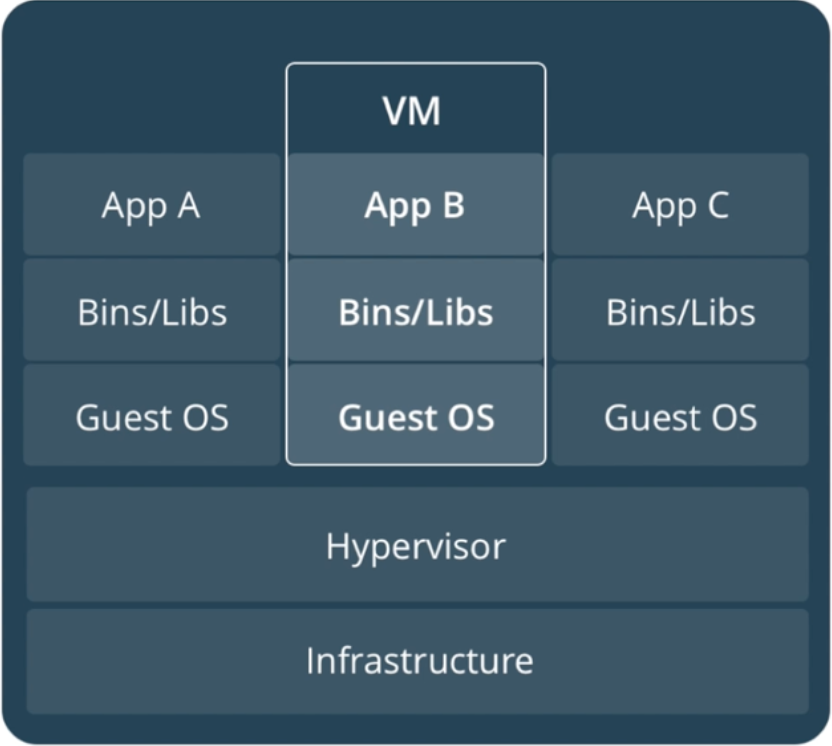 VM
App A
App B
App C
Bins/Libs
Bins/Libs
Bins/Libs
Guest OS
Guest OS
Guest OS
Hypervisor
Infrastructure